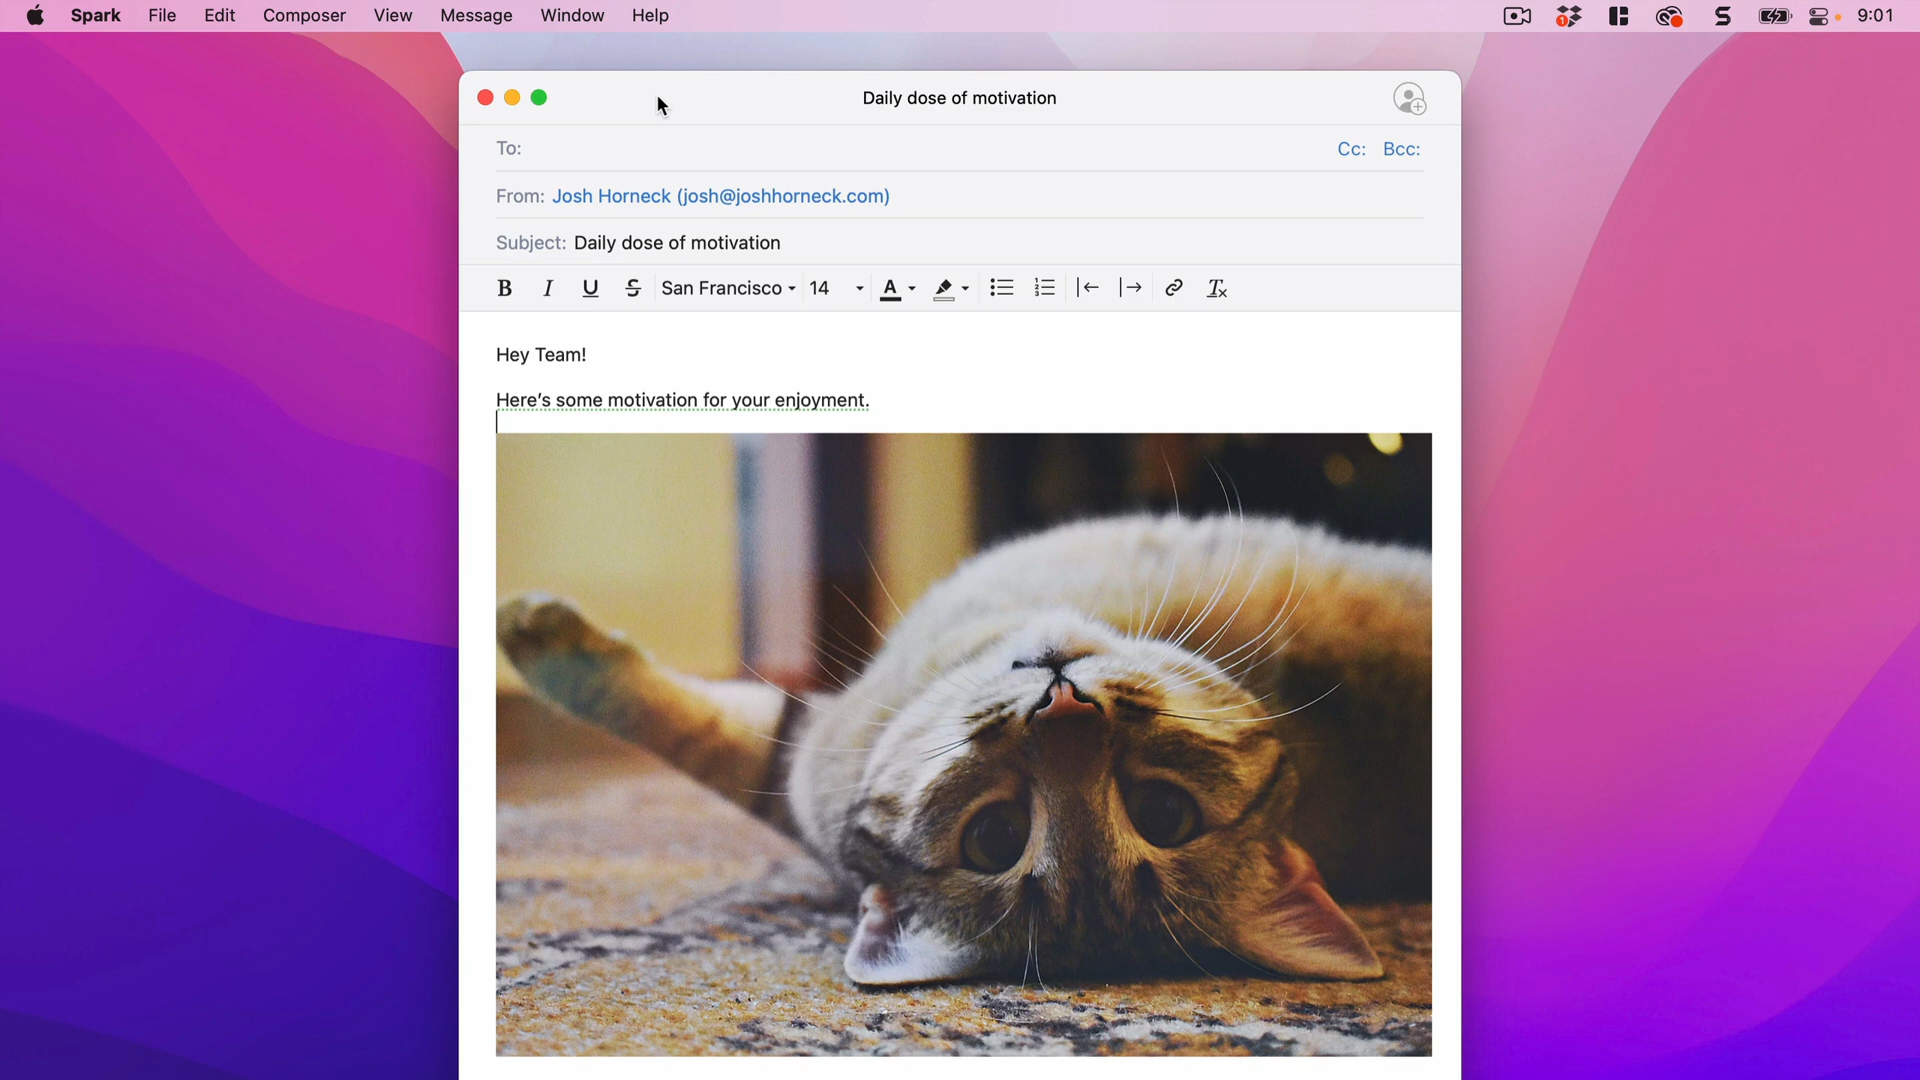 Spark File Edit Composer View Message Window Help 9:01
Daily dose of motivation
To: Cc: Bcc:
From: Josh Horneck (josh@joshhorneck.com)
Subject: Daily dose of motivation
B I U S San Francisco 14 A Tx
Hey Team!
Here's some motivation for your enjoyment.